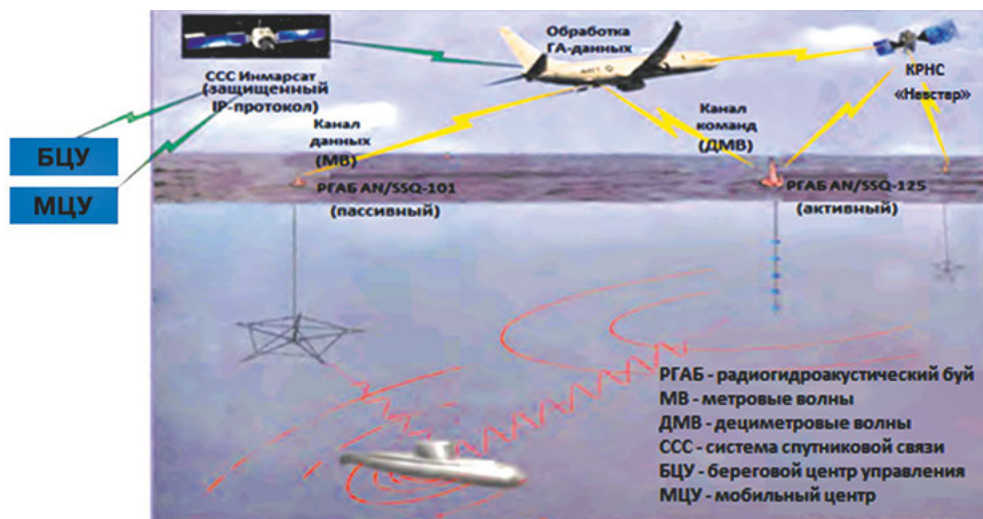 Обработка
ГА-данных
ССС Инмарсат
(защищенный
IP-протокол)
КРНС
«Навстар»
Канал
данных
(МВ)
Канал
команд
(ДМВ)
БЦУ
МЦУ
РГАБ AN/SSQ-101
(пассивный)
РГАБ AN/SSQ-125
(активный)
РГАБ - радиогидроакустический буй
МВ - метровые волны
ДМВ - дециметровые волны
ССС - система спутниковой связи
БЦУ - береговой центр управления
МЦУ - мобильный центр